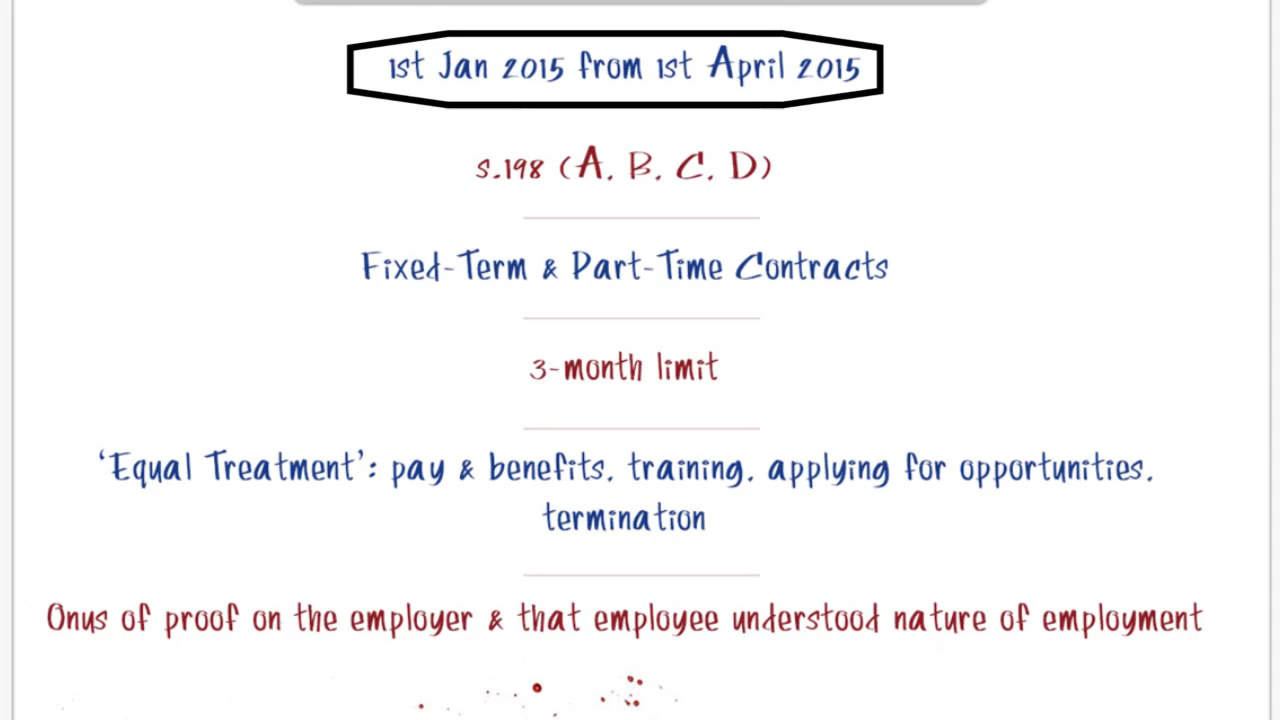 1st Jan 2015 from 1st April 2015
s.198 (A, B, C, D)
Fixed-Term & Part-Time Contracts
3-month limit
‘Equal Treatment’: pay & benefits, training, applying for opportunities,
termination
Onus of proof on the employer & that employee understood nature of employment